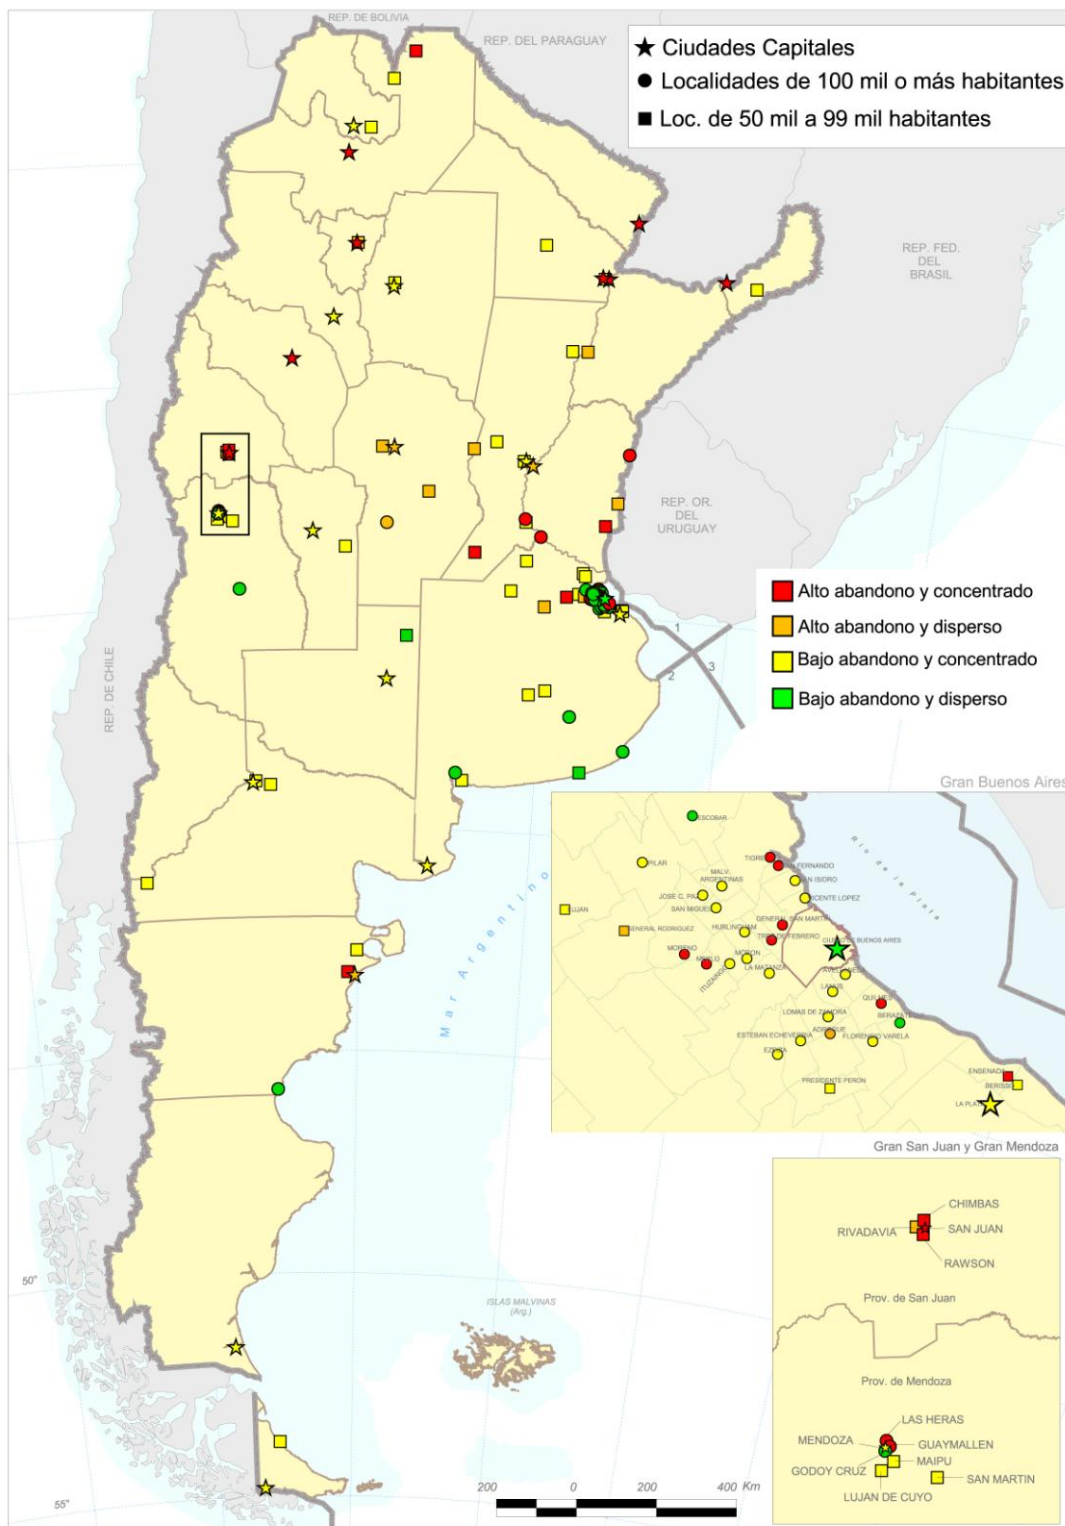 REP. DE BOLIVIA
REP. DEL PARAGUAY
★ Ciudades Capitales
● Localidades de 100 mil o más habitantes
■ Loc. de 50 mil a 99 mil habitantes
REP. FED.
DEL
BRASIL
REP. OR.
DEL
URUGUAY
REP. DE CHILE
Alto abandono y concentrado
Alto abandono y disperso
Bajo abandono y concentrado
Bajo abandono y disperso
1
2
3
Mar Argentino
Gran Buenos Aires
Río de la Plata
ESCOBAR
PILAR
TIGRE
SAN FERNANDO
MALV.
ARGENTINAS
SAN ISIDRO
JOSE C. PAZ
VICENTE LOPEZ
SAN MIGUEL
LUJAN
GENERAL SAN MARTIN
GENERAL RODRIGUEZ
HURLINGHAM
TRES DE FEBRERO
CIUDAD DE BUENOS AIRES
MORENO
MERLO
MORON
ITUZAINGO
LA MATANZA
AVELLANEDA
LANUS
QUILMES
LOMAS DE ZAMORA
BERAZATEGUI
ADROGUE
ESTEBAN ECHEVERRIA
FLORENCIO VARELA
EZEIZA
PRESIDENTE PERON
ENSENADA
BERISSO
LA PLATA
Gran San Juan y Gran Mendoza
CHIMBAS
RIVADAVIA
SAN JUAN
RAWSON
Prov. de San Juan
Prov. de Mendoza
LAS HERAS
MENDOZA
GUAYMALLEN
MAIPU
GODOY CRUZ
SAN MARTIN
LUJAN DE CUYO
50°
ISLAS MALVINAS
(Arg.)
55°
200 0 200 400 Km